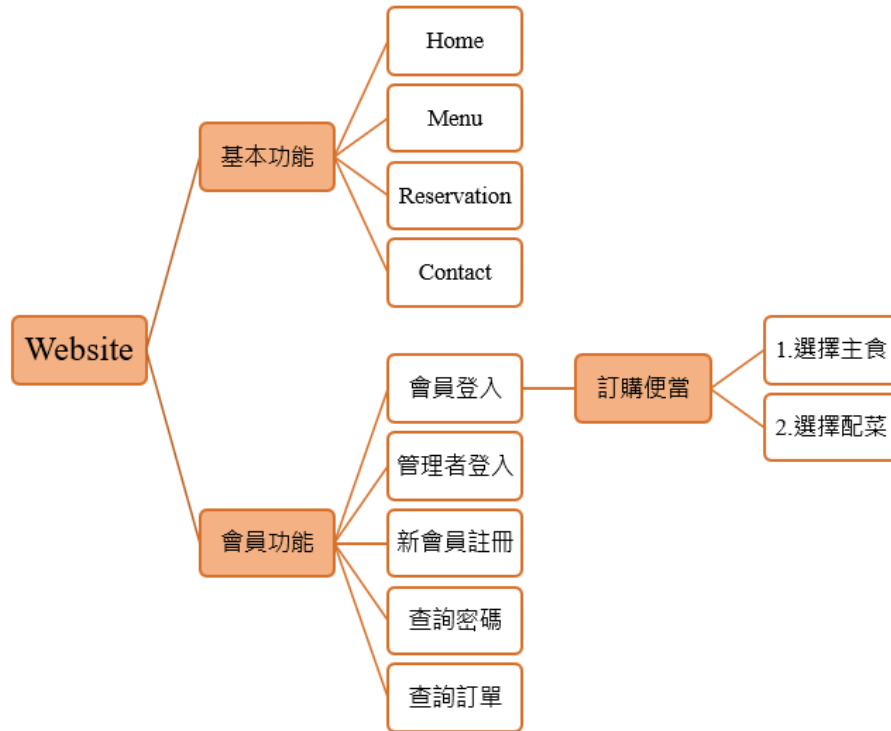 Website
基本功能
Home
Menu
Reservation
Contact
會員功能
會員登入
訂購便當
1.選擇主食
2.選擇配菜
管理者登入
新會員註冊
查詢密碼
查詢訂單